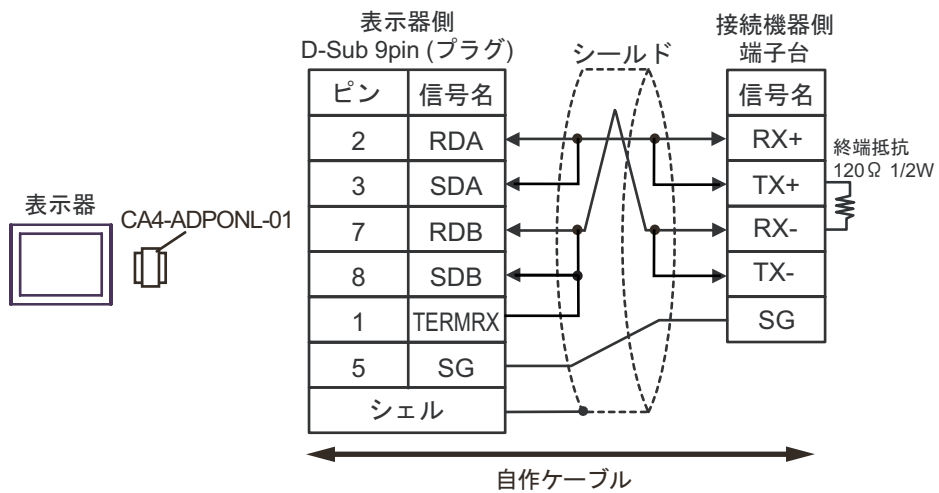 表示器側
D-Sub 9pin (プラグ)
シールド
接続機器側
端子台
ピン 信号名
信号名
2 RDA
RX+
3 SDA
TX+
終端抵抗
120Ω 1/2W
7 RDB
RX-
8 SDB
TX-
1 TERMRX
SG
5 SG
シェル
表示器
CA4-ADPONL-01
自作ケーブル